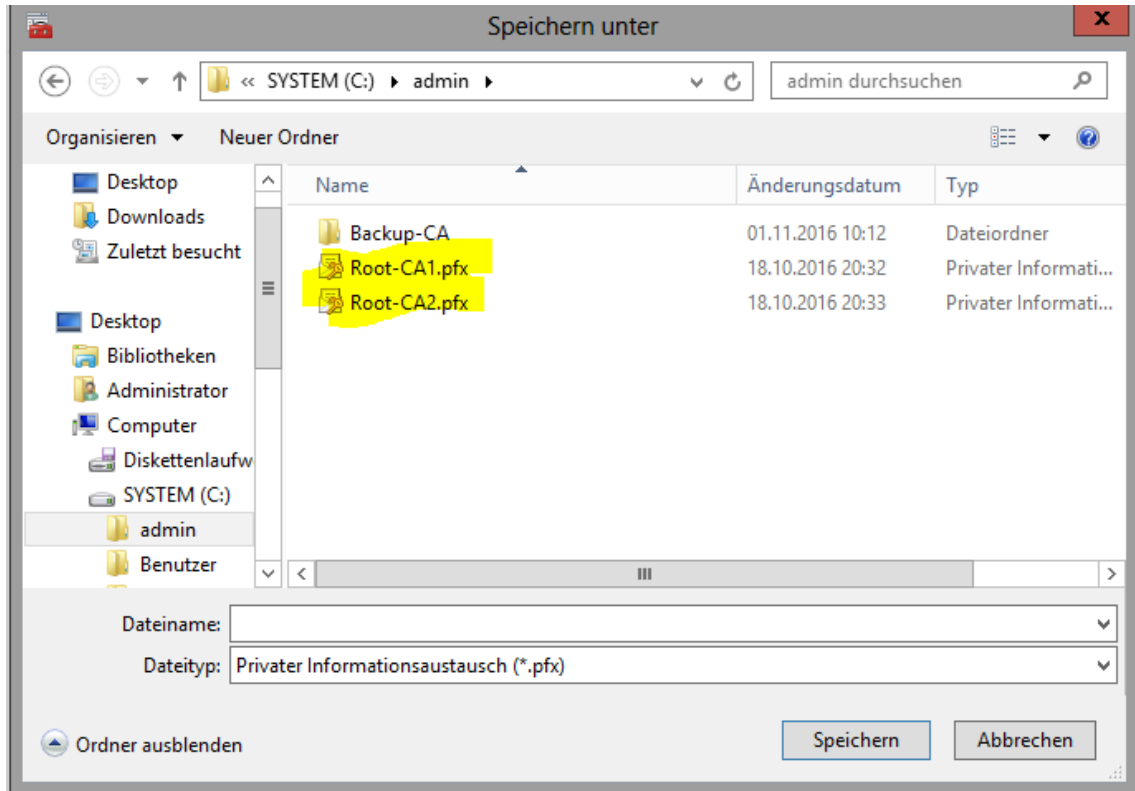 Speichern unter
« SYSTEM (C:) admin
admin durchsuchen
Organisieren Neuer Ordner
Desktop
Downloads
Zuletzt besucht
Desktop
Bibliotheken
Administrator
Computer
Diskettenlaufw
SYSTEM (C:)
admin
Benutzer
Name Änderungsdatum Typ
Backup-CA 01.11.2016 10:12 Dateiordner
Root-CA1.pfx 18.10.2016 20:32 Privater Informati...
Root-CA2.pfx 18.10.2016 20:33 Privater Informati...
Dateiname:
Dateityp: Privater Informationsaustausch (*.pfx)
Ordner ausblenden
Speichern Abbrechen